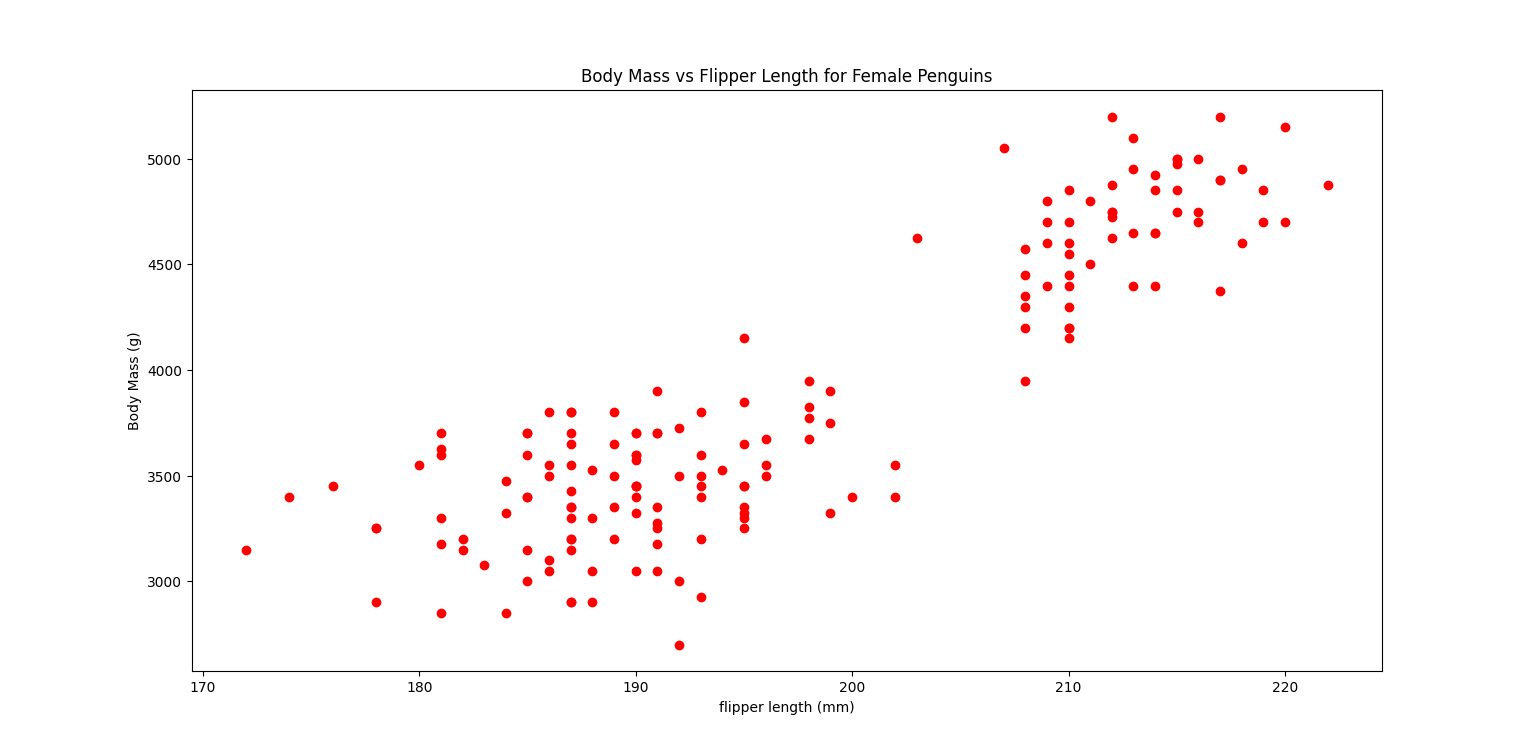 Body Mass vs Flipper Length for Female Penguins
5000
4500
4000
3500
3000
Body Mass (g)
170 180 190 200 210 220
flipper length (mm)